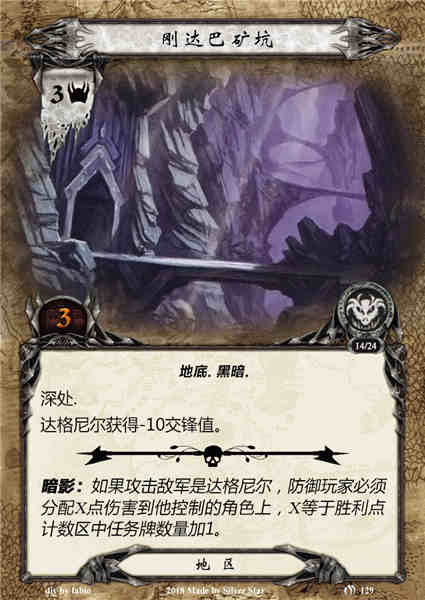 刚达巴矿坑
3
3
14/24
地底. 黑暗.
深处.
达格尼尔获得-10交锋值。
暗影：如果攻击敌军是达格尼尔，防御玩家必须
分配X点伤害到他控制的角色上，X等于胜利点
计数区中任务牌数量加1。
地 区
diy by fabio
2018 Made by Silver Star
129